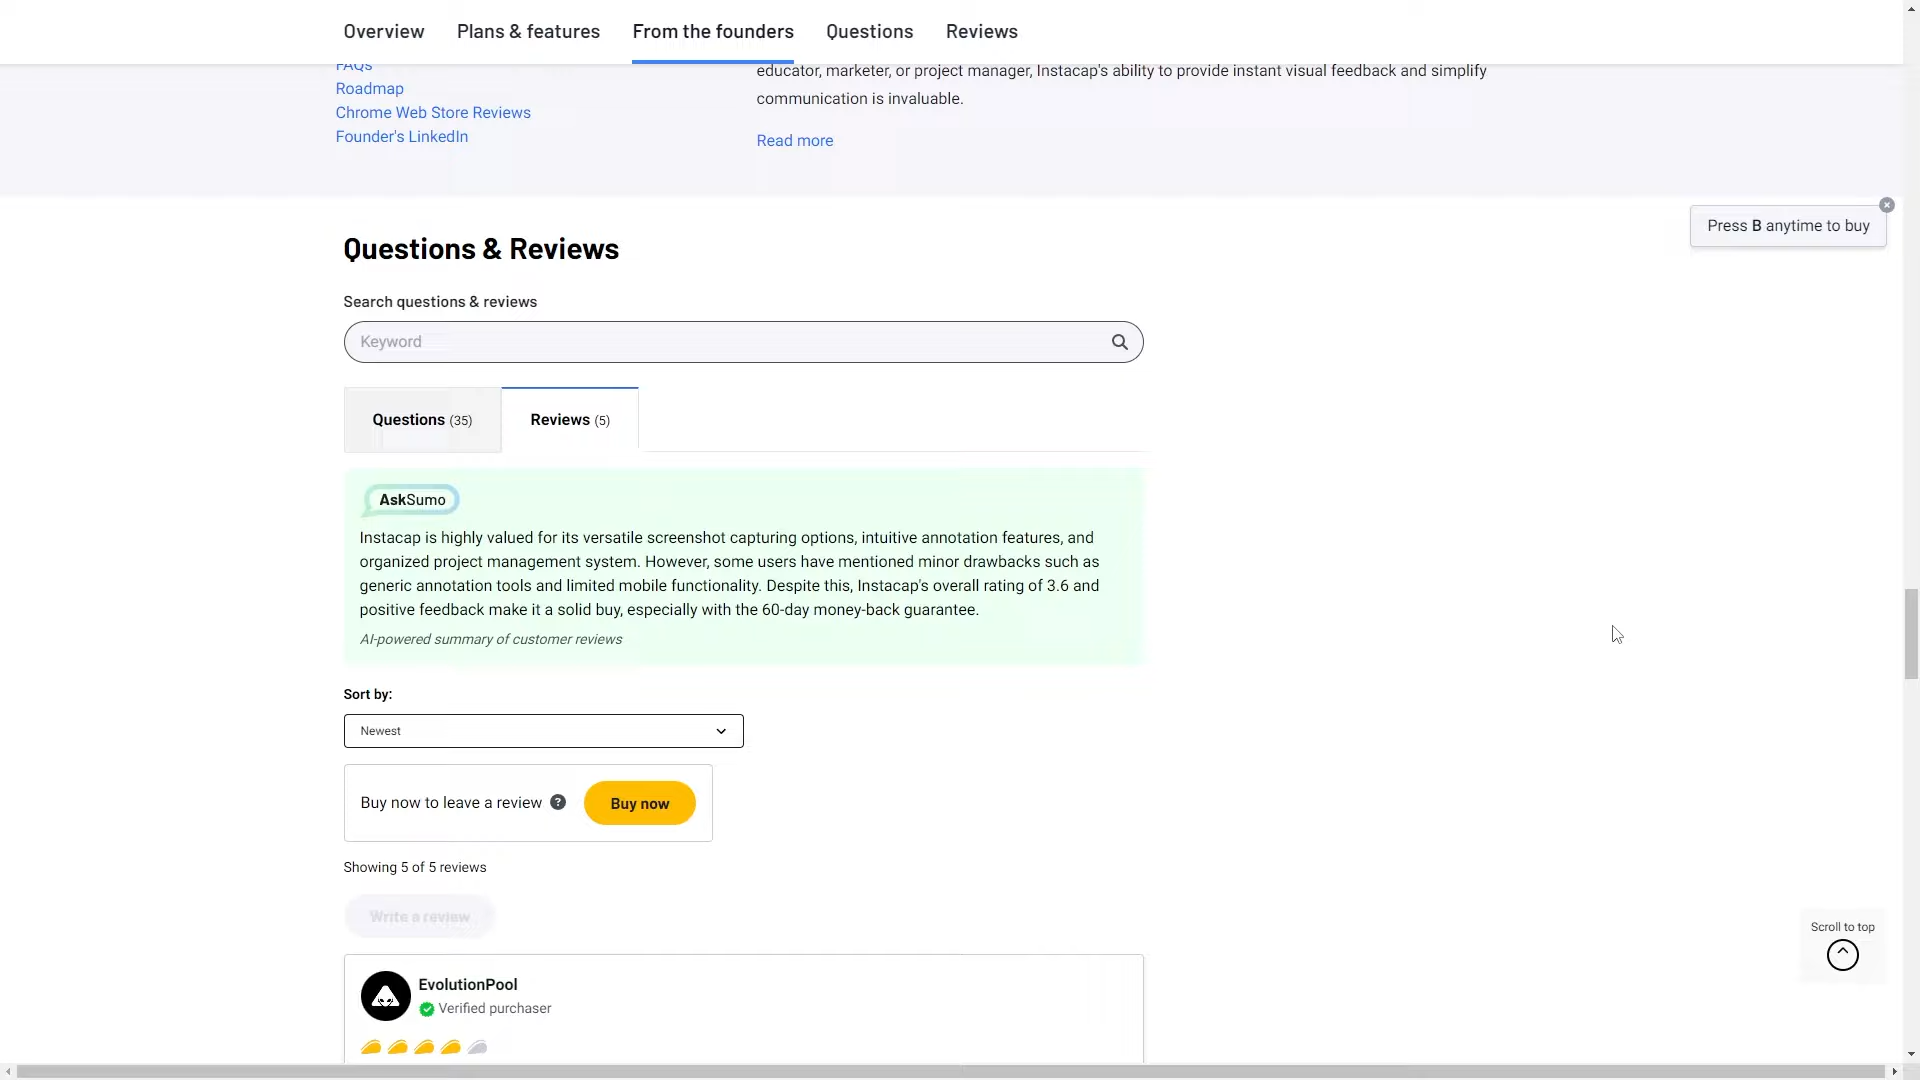 Overview Plans & features From the founders Questions Reviews
FAQs
Roadmap
Chrome Web Store Reviews
Founder's LinkedIn
educator, marketer, or project manager, Instacap's ability to provide instant visual feedback and simplify
communication is invaluable.
Read more
Press B anytime to buy
Questions & Reviews
Search questions & reviews
Keyword
Questions (35) Reviews (5)
AskSumo
Instacap is highly valued for its versatile screenshot capturing options, intuitive annotation features, and
organized project management system. However, some users have mentioned minor drawbacks such as
generic annotation tools and limited mobile functionality. Despite this, Instacap's overall rating of 3.6 and
positive feedback make it a solid buy, especially with the 60-day money-back guarantee.
AI-powered summary of customer reviews
Sort by:
Newest
Buy now to leave a review ? Buy now
Showing 5 of 5 reviews
Write a review
Scroll to top
EvolutionPool
Verified purchaser